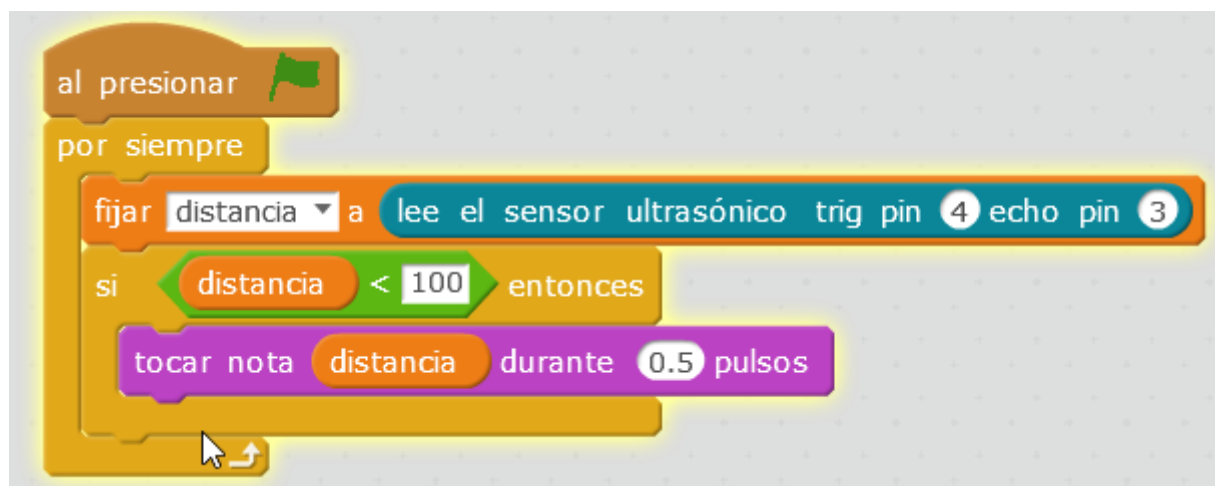 al presionar
por siempre
fijar distancia a lee el sensor ultrasónico trig pin 4 echo pin 3
si distancia < 100 entonces
tocar nota distancia durante 0.5 pulsos